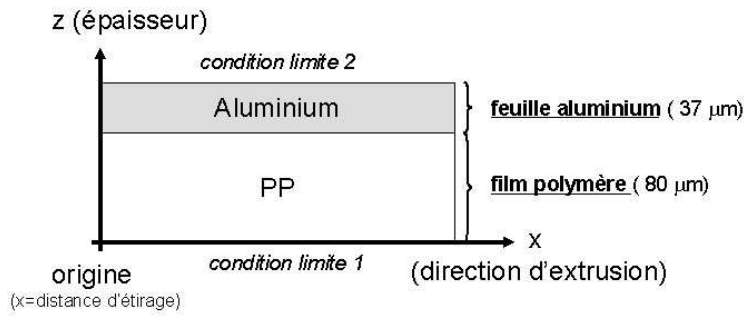 z (épaisseur)
condition limite 2
Aluminium
feuille aluminium ( 37 µm)
PP
film polymère ( 80 µm)
x
condition limite 1
(direction d'extrusion)
origine
(x=distance d'étirage)